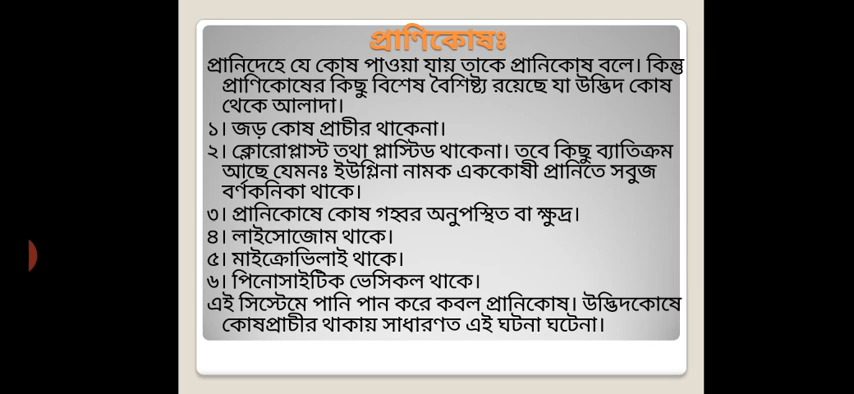 প্রাণিকোষঃ
প্রানিদেহে যে কোষ পাওয়া যায় তাকে প্রানিকোষ বলে। কিন্তু
প্রাণিকোষের কিছু বিশেষ বৈশিষ্ট্য রয়েছে যা উদ্ভিদ কোষ
থেকে আলাদা।
১। জড় কোষ প্রাচীর থাকেনা।
২। ক্লোরোপ্লাস্ট তথা প্লাস্টিড থাকেনা। তবে কিছু ব্যাতিক্রম
আছে যেমনঃ ইউগ্লিনা নামক এককোষী প্রানিতে সবুজ
বর্ণকনিকা থাকে।
৩। প্রানিকোষে কোষ গহ্বর অনুপস্থিত বা ক্ষুদ্র।
৪। লাইসোজোম থাকে।
৫। মাইক্রোভিলাই থাকে।
৬। পিনোসাইটিক ভেসিকল থাকে।
এই সিস্টেমে পানি পান করে কবল প্রানিকোষ। উদ্ভিদকোষে
কোষপ্রাচীর থাকায় সাধারণত এই ঘটনা ঘটেনা।